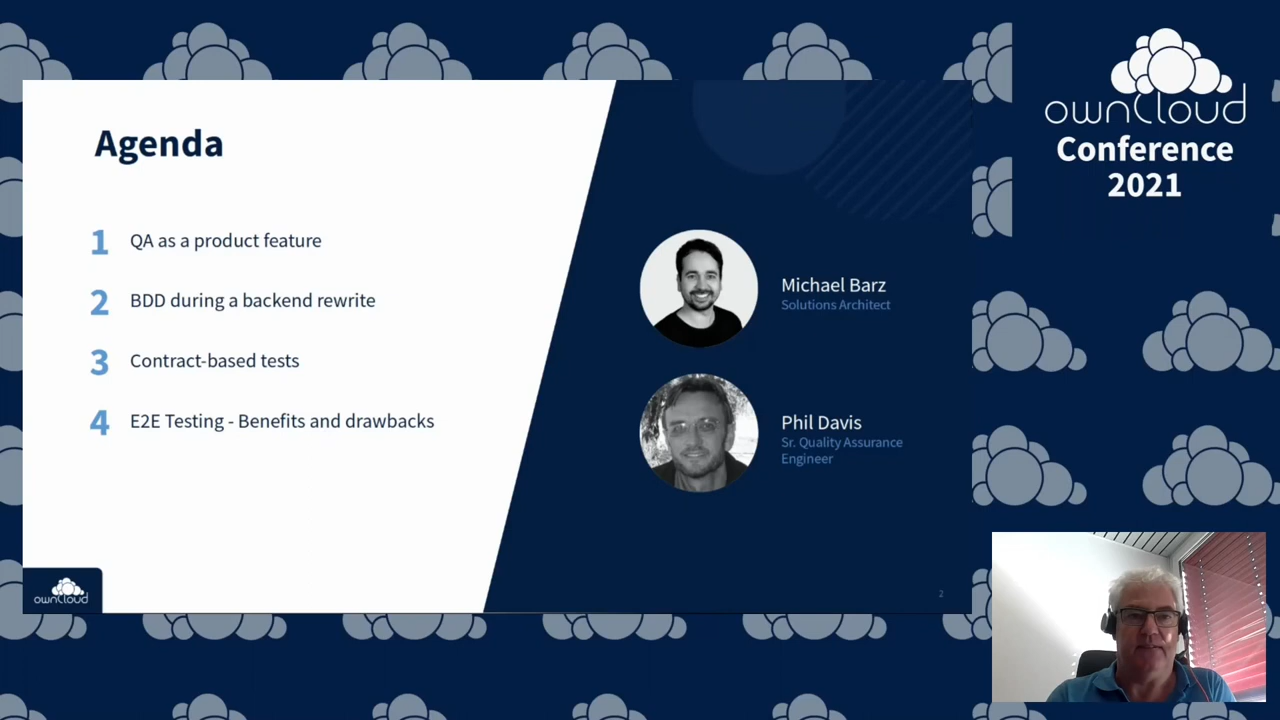 Agenda
1 QA as a product feature
2 BDD during a backend rewrite
3 Contract-based tests
4 E2E Testing - Benefits and drawbacks
Michael Barz
Solutions Architect
Phil Davis
Sr. Quality Assurance
Engineer
ownCloud
2
ownCloud
Conference
2021